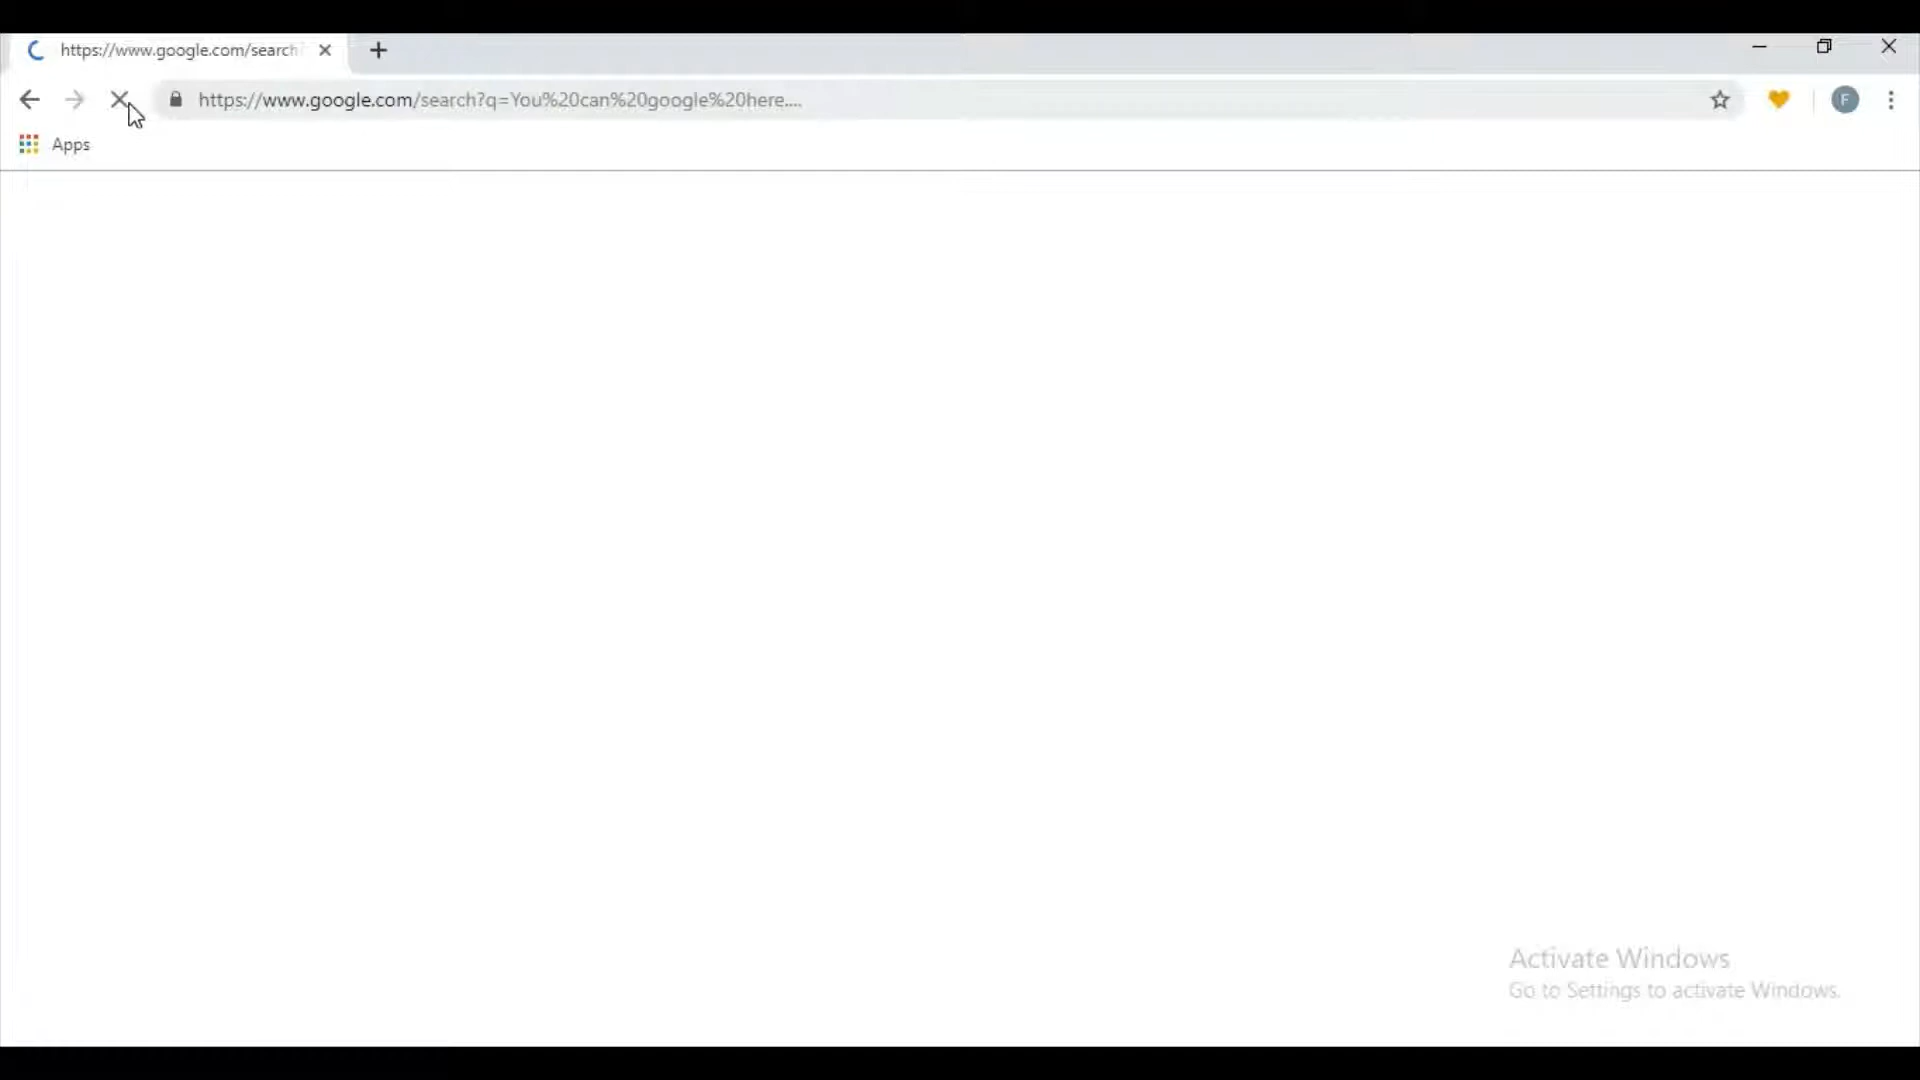 https://www.google.com/search?
https://www.google.com/search?q=You%20can%20google%20here....
F
Apps
Activate Windows
Go to Settings to activate Windows.